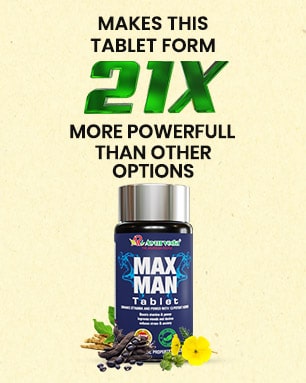 MAKES THIS
TABLET FORM
21X
MORE POWERFULL
THAN OTHER
OPTIONS
Ayurveda
MAX
MAN
Tablet